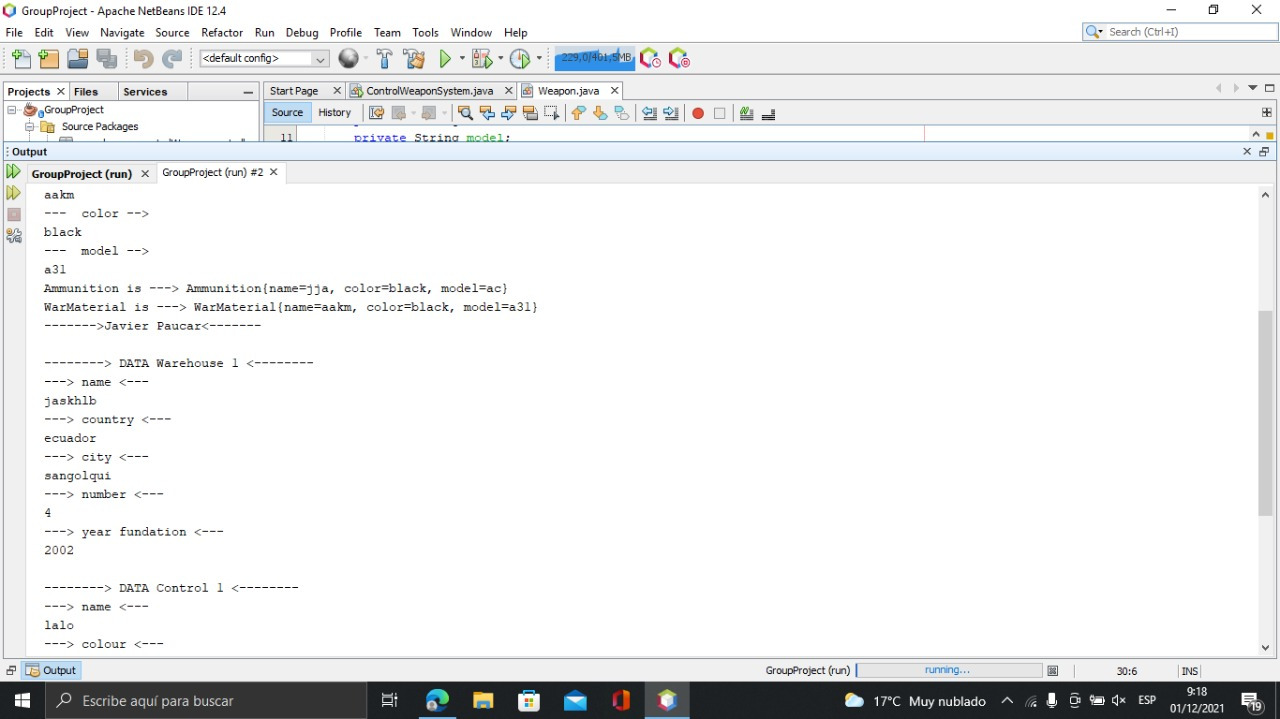 GroupProject - Apache NetBeans IDE 12.4
File Edit View Navigate Source Refactor Run Debug Profile Team Tools Window Help
Search (Ctrl+I)
<default config>
229,0/401,5MB
Projects Files Services
Start Page ControlWeaponSystem.java Weapon.java
GroupProject
Source History
Source Packages
11 private String model;
Output
GroupProject (run) GroupProject (run) #2
aakm
--- color -->
black
--- model -->
a31
Ammunition is ---> Ammunition{name=jja, color=black, model=ac}
WarMaterial is ---> WarMaterial{name=aakm, color=black, model=a31}
------->Javier Paucar<-------
--------> DATA Warehouse 1 <--------
---> name <---
jaskhlb
---> country <---
ecuador
---> city <---
sangolqui
---> number <---
4
---> year fundation <---
2002
--------> DATA Control 1 <--------
---> name <---
lalo
---> colour <---
Output
GroupProject (run) running... 30:6 INS
Escribe aquí para buscar
17°C Muy nublado
ESP
9:18
01/12/2021
19